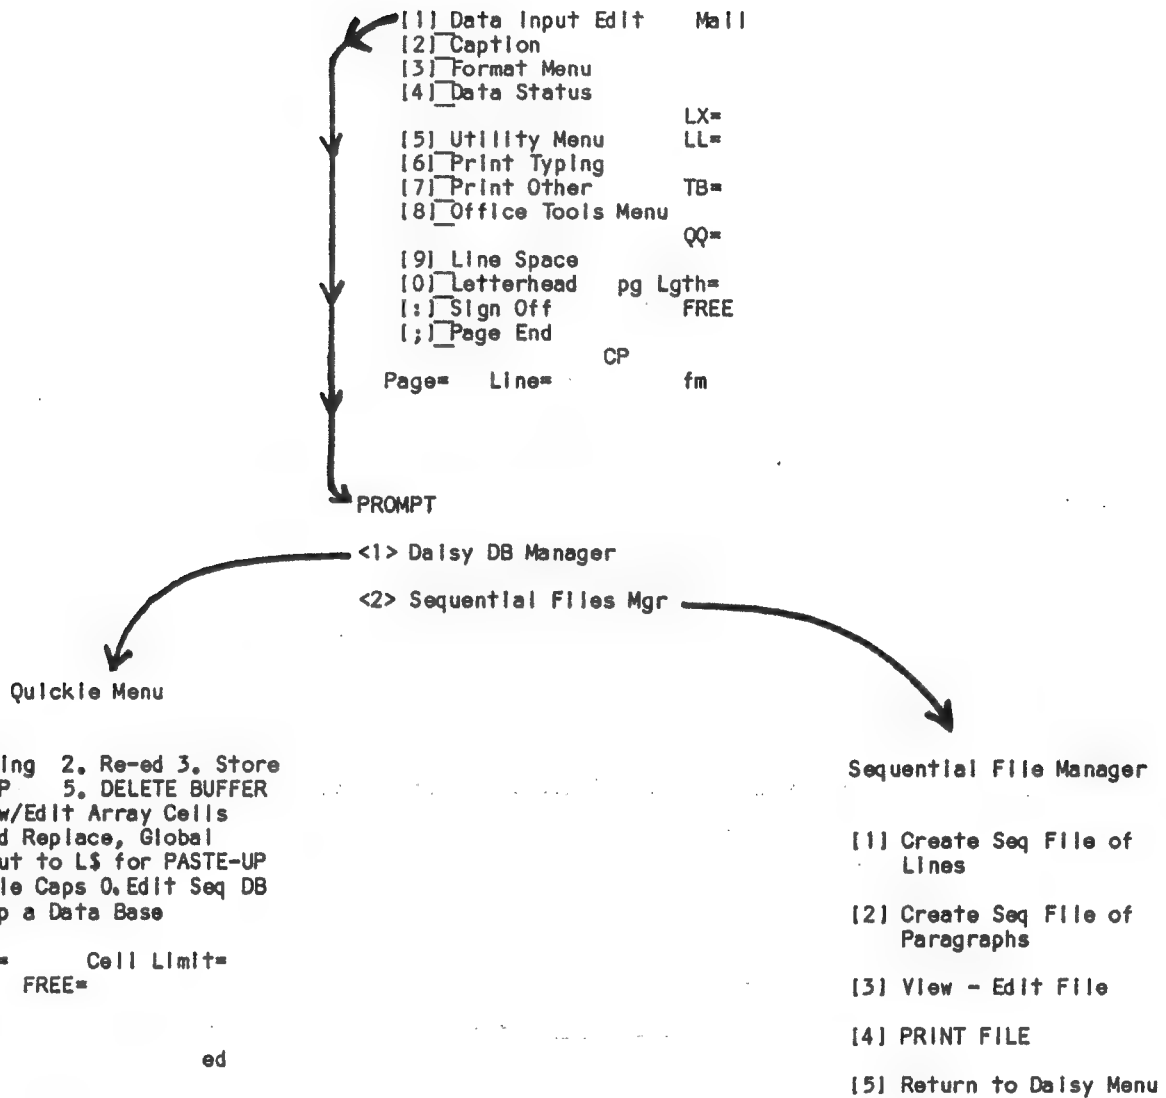 [1] Data Input Edit Mail
[2] Caption
[3] Format Menu
[4] Data Status
LX=
[5] Utility Menu LL=
[6] Print Typing
[7] Print Other TB=
[8] Office Tools Menu
QQ=
[9] Line Space
[0] Letterhead pg Lgth=
[:] Sign Off FREE
[;] Page End
CP
Page= Line= fm
PROMPT
<1> Daisy DB Manager
<2> Sequential Files Mgr
Quickie Menu
ing 2. Re-ed 3. Store
P 5. DELETE BUFFER
w/Edit Array Cells
d Replace, Global
ut to L$ for PASTE-UP
le Caps 0. Edit Seq DB
p a Data Base
= Cell Limit=
FREE=
ed
Sequential File Manager
[1] Create Seq File of
Lines
[2] Create Seq File of
Paragraphs
[3] View - Edit File
[4] PRINT FILE
[5] Return to Daisy Menu